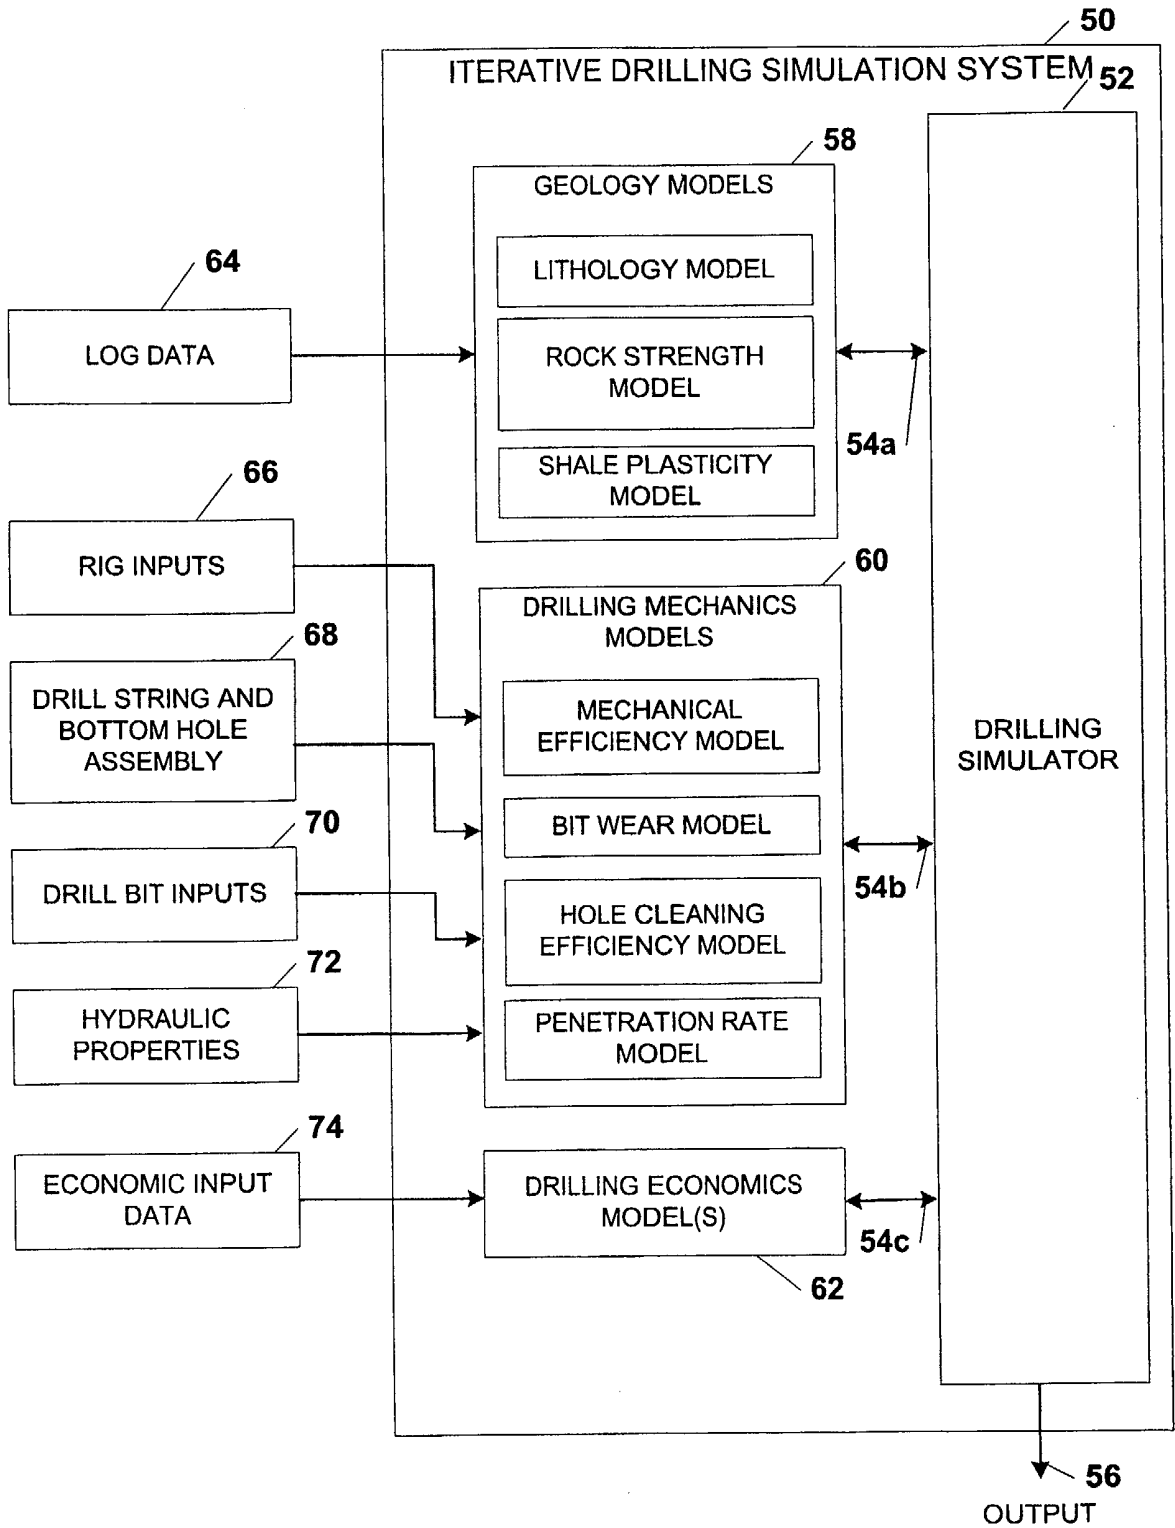 50
ITERATIVE DRILLING SIMULATION SYSTEM
52
58
GEOLOGY MODELS
LITHOLOGY MODEL
ROCK STRENGTH
MODEL
SHALE PLASTICITY
MODEL
64
LOG DATA
54a
66
RIG INPUTS
60
DRILLING MECHANICS
MODELS
68
DRILL STRING AND
BOTTOM HOLE
ASSEMBLY
MECHANICAL
EFFICIENCY MODEL
DRILLING
SIMULATOR
BIT WEAR MODEL
70
DRILL BIT INPUTS
54b
HOLE CLEANING
EFFICIENCY MODEL
72
HYDRAULIC
PROPERTIES
PENETRATION RATE
MODEL
74
ECONOMIC INPUT
DATA
DRILLING ECONOMICS
MODEL(S)
54c
62
56
OUTPUT